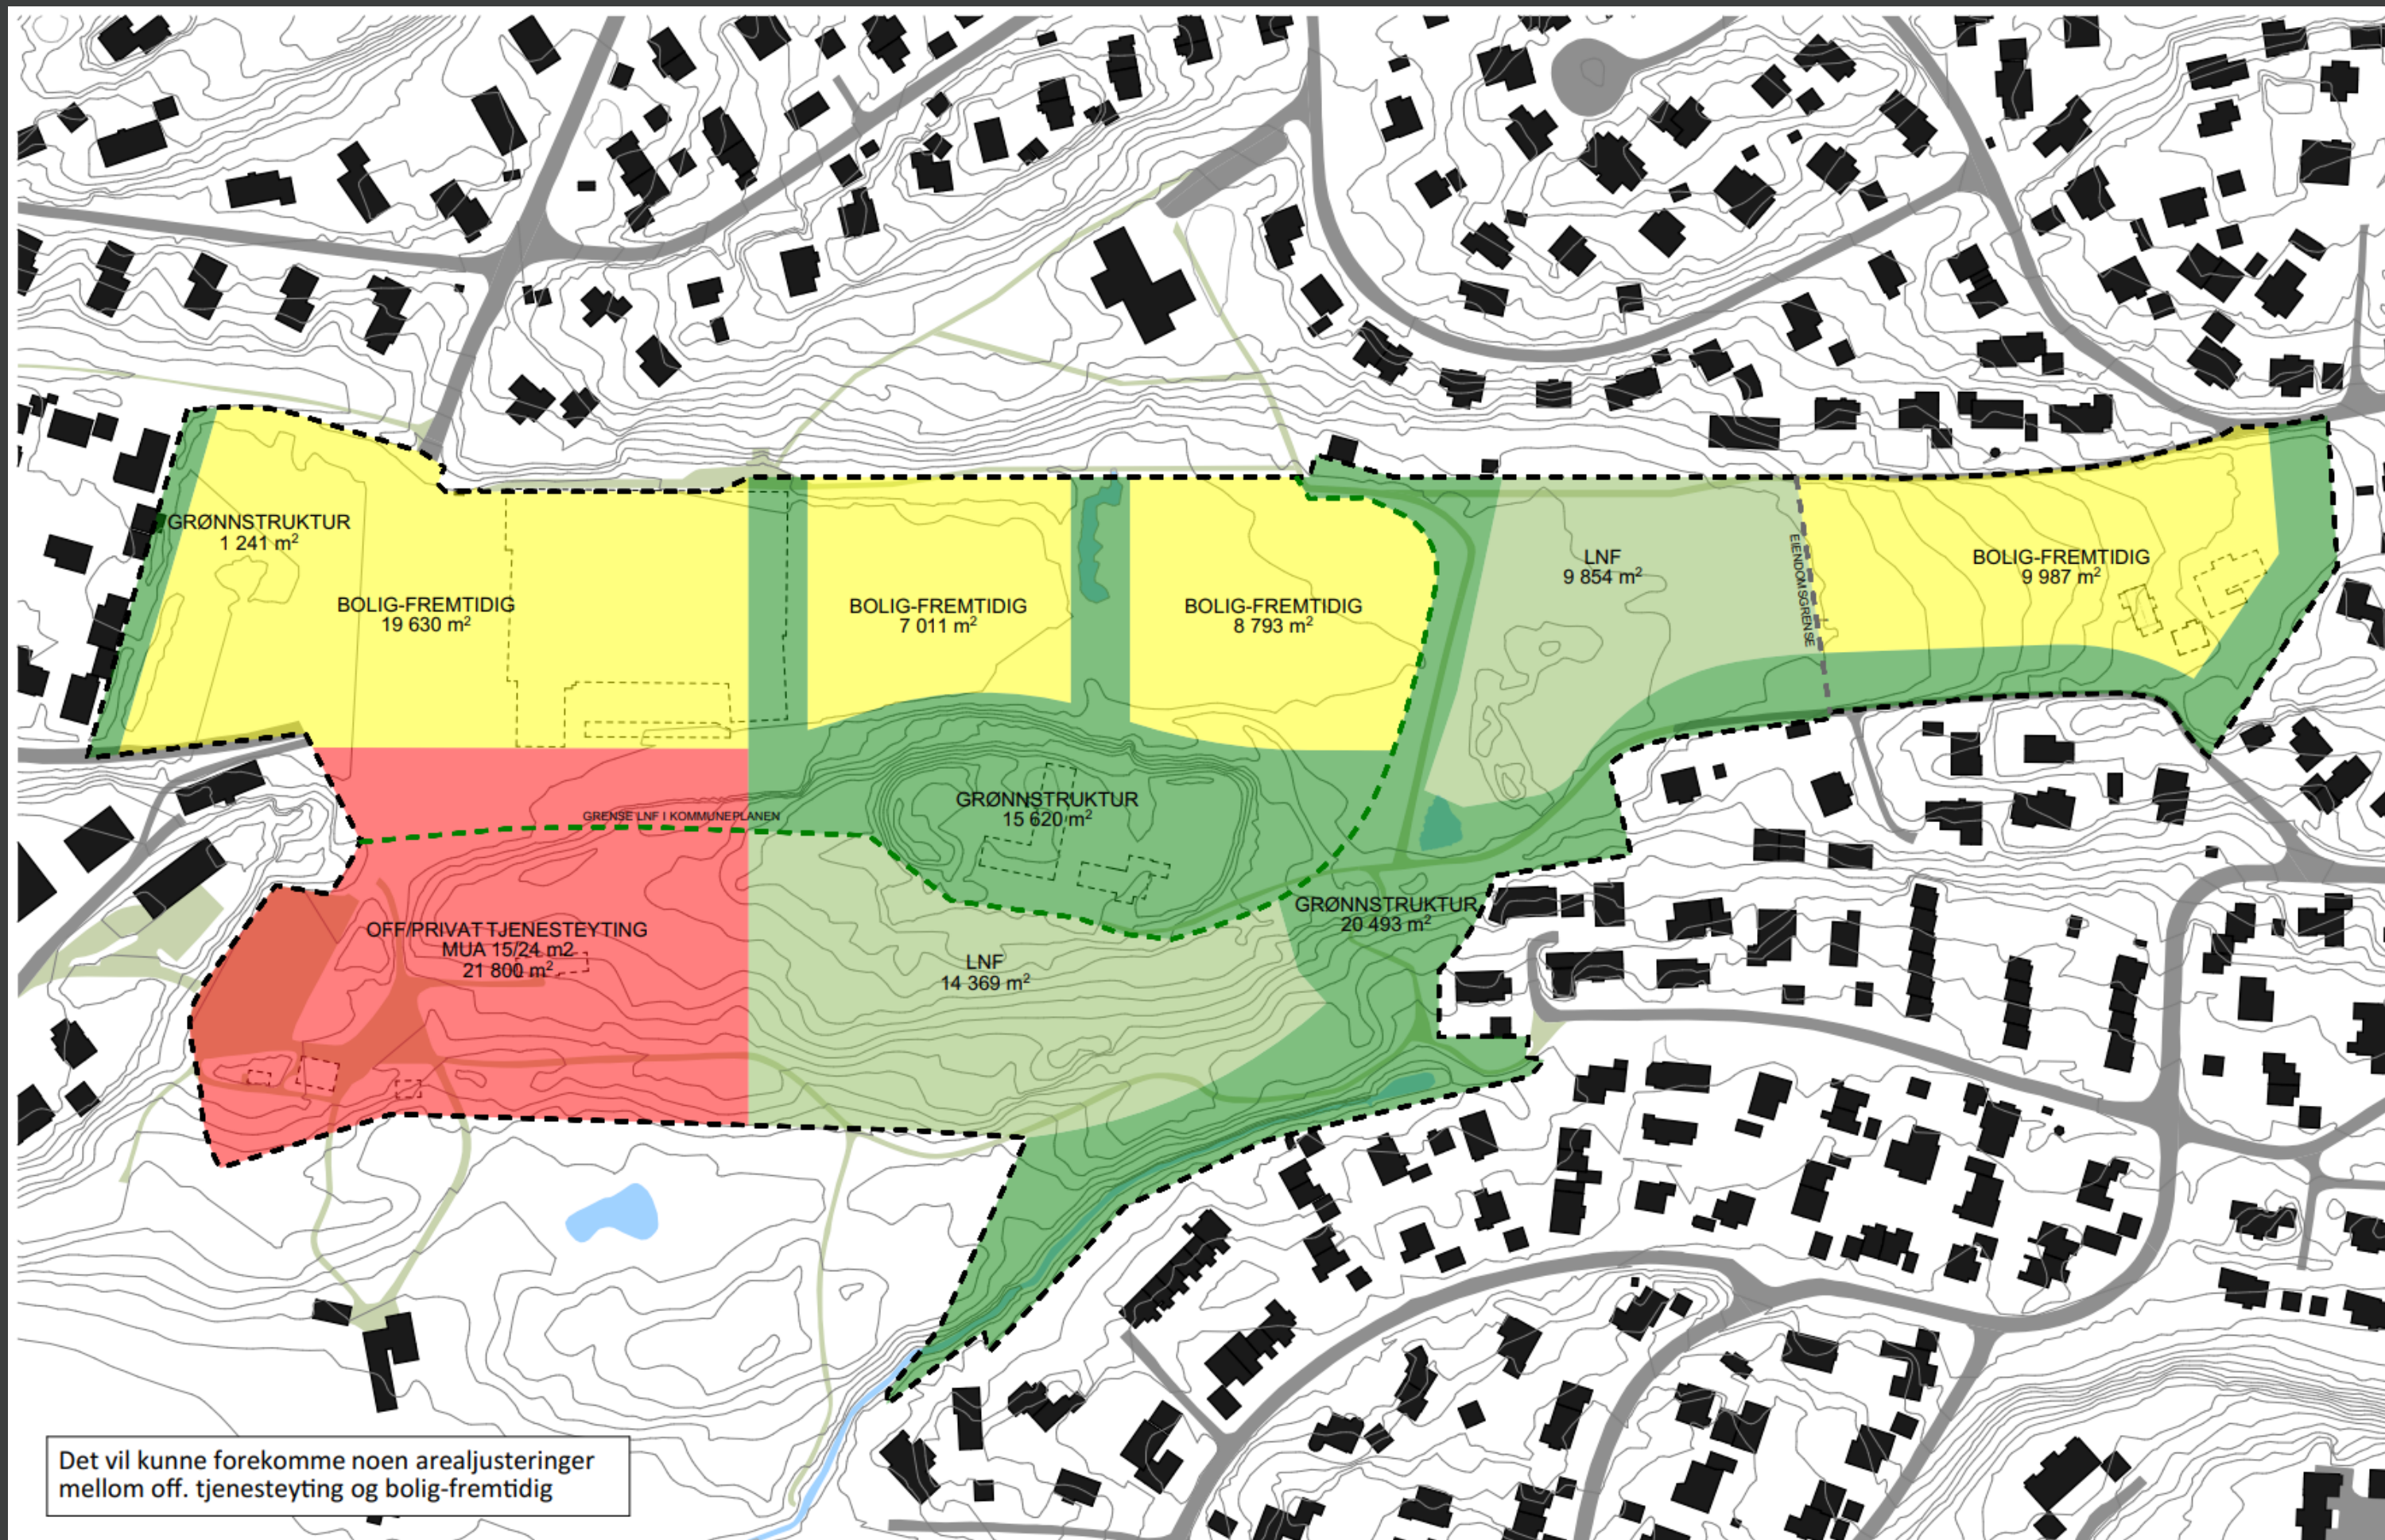 GRØNNSTRUKTUR
1 241 m²
BOLIG-FREMTIDIG
19 630 m²
BOLIG-FREMTIDIG
7 011 m²
BOLIG-FREMTIDIG
8 793 m²
LNF
9 854 m²
EIENDOMSGRENSE
BOLIG-FREMTIDIG
9 987 m²
GRENSE LNF I KOMMUNEPLANEN
GRØNNSTRUKTUR
15 620 m²
OFF/PRIVAT TJENESTEYTING
MUA 15/24 m2
21 800 m²
LNF
14 369 m²
GRØNNSTRUKTUR
20 493 m²
Det vil kunne forekomme noen arealjusteringer
mellom off. tjenesteyting og bolig-fremtidig